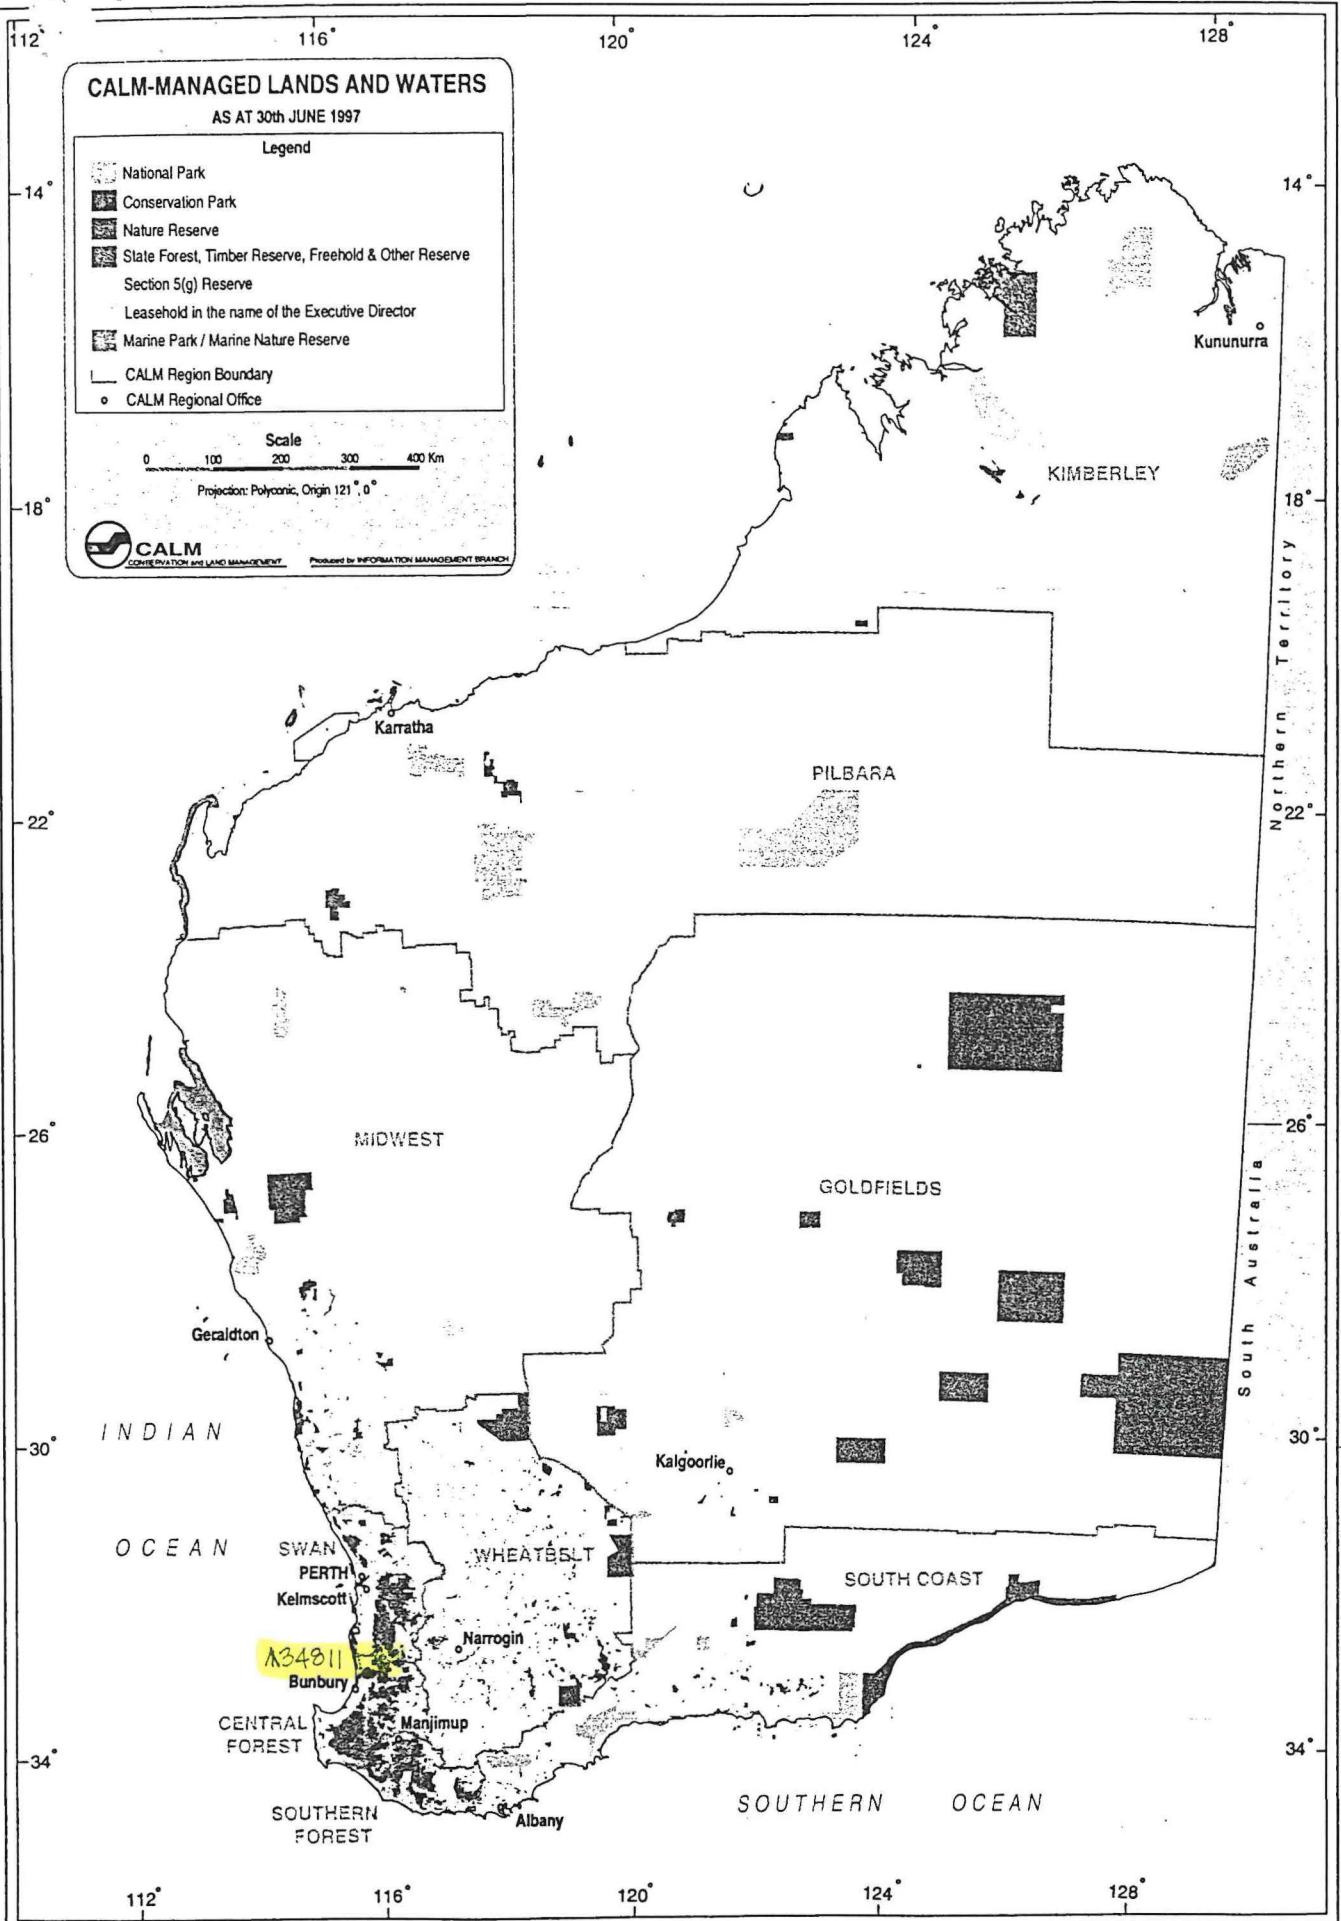 112° 116° 120° 124° 128°
CALM-MANAGED LANDS AND WATERS
AS AT 30th JUNE 1997
Legend
National Park
Conservation Park
Nature Reserve
State Forest, Timber Reserve, Freehold & Other Reserve
Section 5(g) Reserve
Leasehold in the name of the Executive Director
Marine Park / Marine Nature Reserve
CALM Region Boundary
CALM Regional Office
Scale
0 100 200 300 400 Km
Projection: Polyconic, Origin 121°, 0°
CALM
CONSERVATION and LAND MANAGEMENT Produced by INFORMATION MANAGEMENT BRANCH
14° 14°
Kununurra
KIMBERLEY
18° 18°
Northern Territory
Karratha
PILBARA
22° 22°
26° 26°
MIDWEST
GOLDFIELDS
South Australia
Geraldton
INDIAN
30° 30°
Kalgoorlie
OCEAN
SWAN
WHEATBELT
PERTH
SOUTH COAST
Kelmscott
Narrogin
A34811
Bunbury
CENTRAL
FOREST
Manjimup
34° 34°
SOUTHERN OCEAN
SOUTHERN
FOREST
Albany
112° 116° 120° 124° 128°